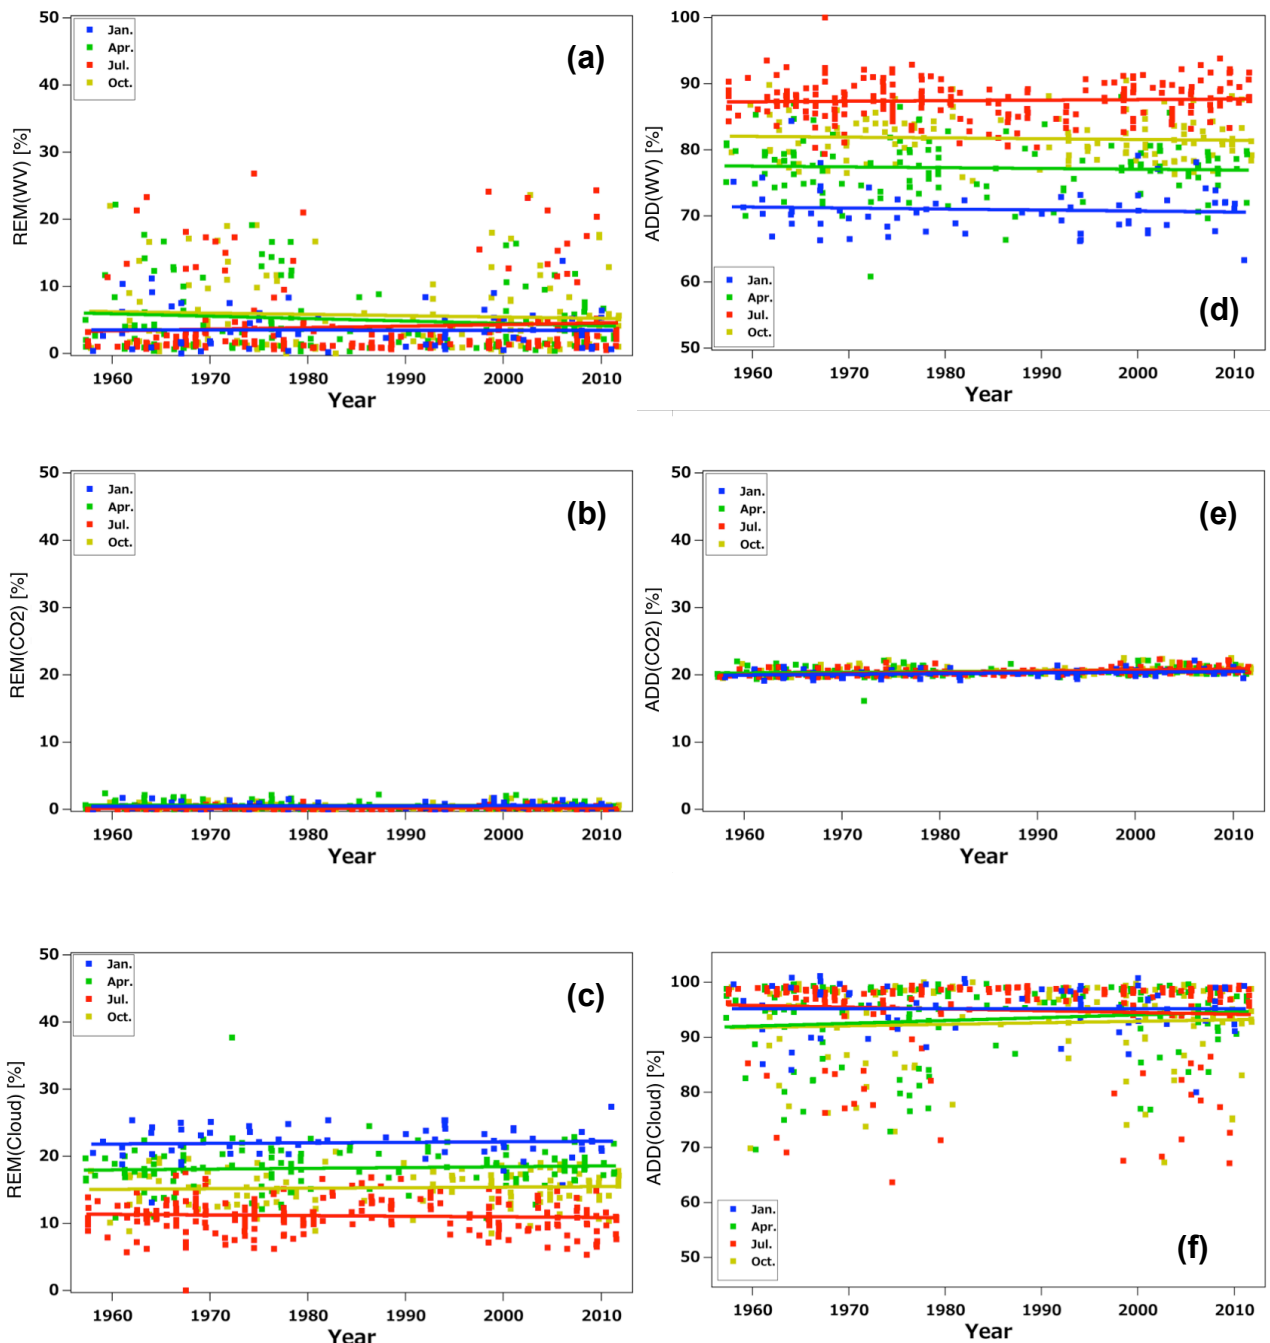 50
40
30
20
10
0
REM(WV) [%]
Jan.
Apr.
Jul.
Oct.
(a)
1960 1970 1980 1990 2000 2010
Year
100
90
80
70
60
50
ADD(WV) [%]
Jan.
Apr.
Jul.
Oct.
(d)
1960 1970 1980 1990 2000 2010
Year
50
40
30
20
10
0
REM(CO2) [%]
Jan.
Apr.
Jul.
Oct.
(b)
1960 1970 1980 1990 2000 2010
Year
50
40
30
20
10
0
ADD(CO2) [%]
Jan.
Apr.
Jul.
Oct.
(e)
1960 1970 1980 1990 2000 2010
Year
50
40
30
20
10
0
REM(Cloud) [%]
Jan.
Apr.
Jul.
Oct.
(c)
1960 1970 1980 1990 2000 2010
Year
100
90
80
70
60
50
ADD(Cloud) [%]
Jan.
Apr.
Jul.
Oct.
(f)
1960 1970 1980 1990 2000 2010
Year